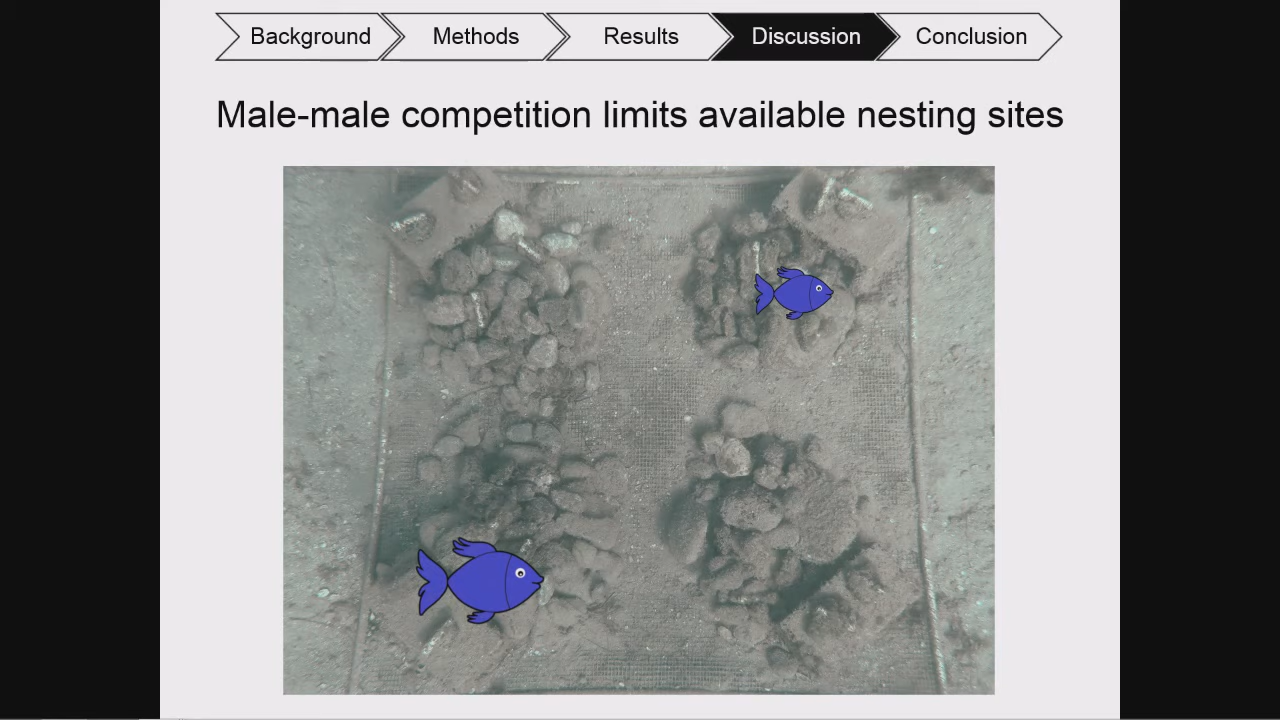 Background Methods Results Discussion Conclusion
Male-male competition limits available nesting sites